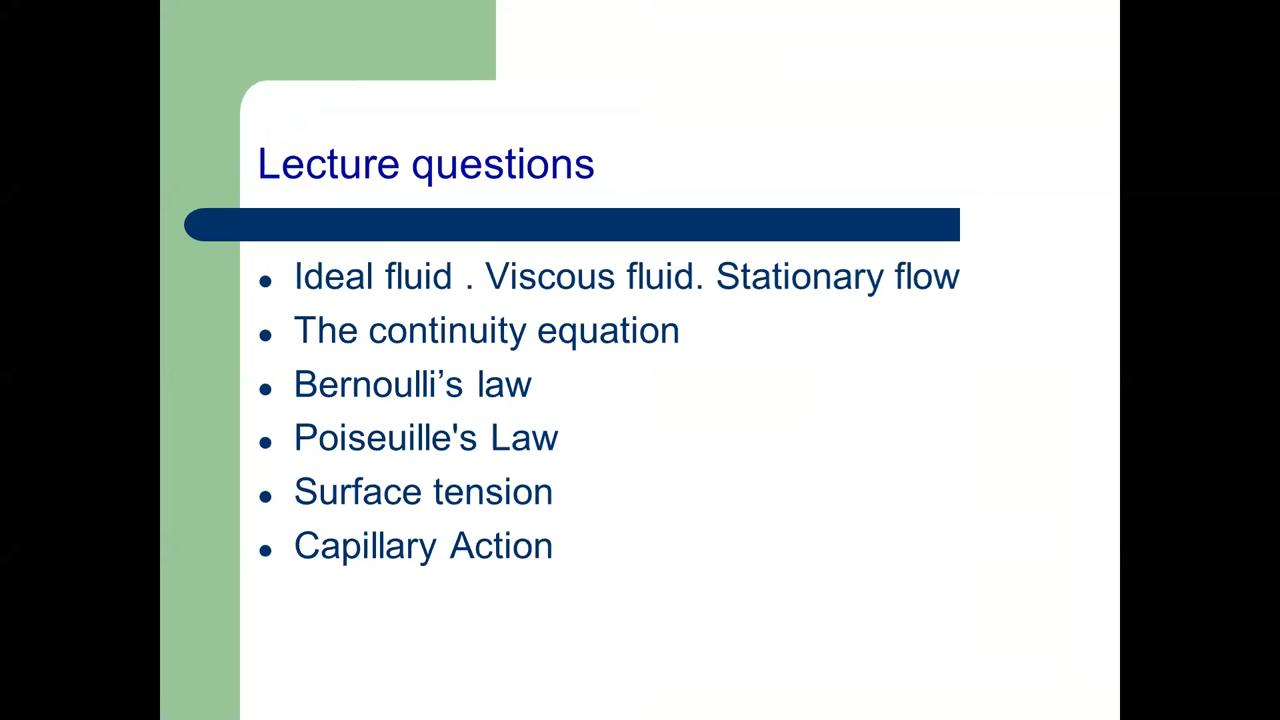 Lecture questions
● Ideal fluid . Viscous fluid. Stationary flow
● The continuity equation
● Bernoulli’s law
● Poiseuille's Law
● Surface tension
● Capillary Action